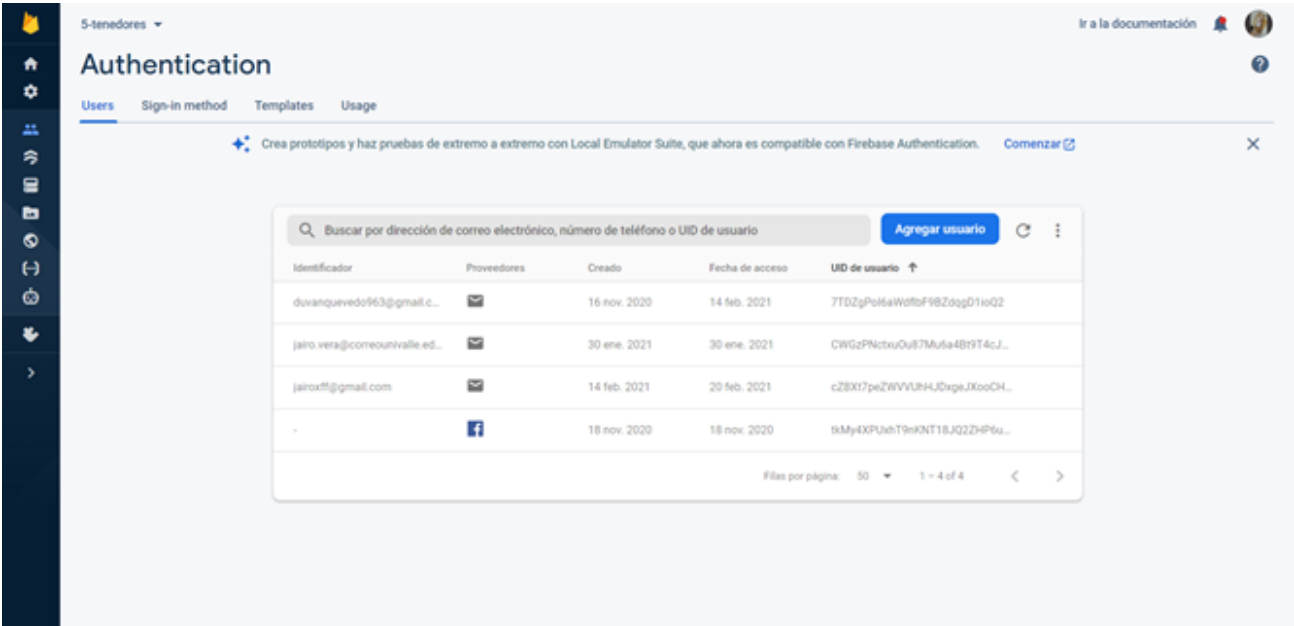 5-tenedores
Ir a la documentación
Authentication
Users Sign-in method Templates Usage
Crea prototipos y haz pruebas de extremo a extremo con Local Emulator Suite, que ahora es compatible con Firebase Authentication. Comenzar
Buscar por dirección de correo electrónico, número de teléfono o UID de usuario Agregar usuario
Identificador Proveedores Creado Fecha de acceso UID de usuario
duvanquevedo963@gmail.c... 16 nov. 2020 14 feb. 2021
jairo.vera@correounivalle.ed... 30 ene. 2021 30 ene. 2021
jairoxff@gmail.com 14 feb. 2021 20 feb. 2021
- 18 nov. 2020 18 nov. 2020
Filas por página: 50 1 – 4 of 4